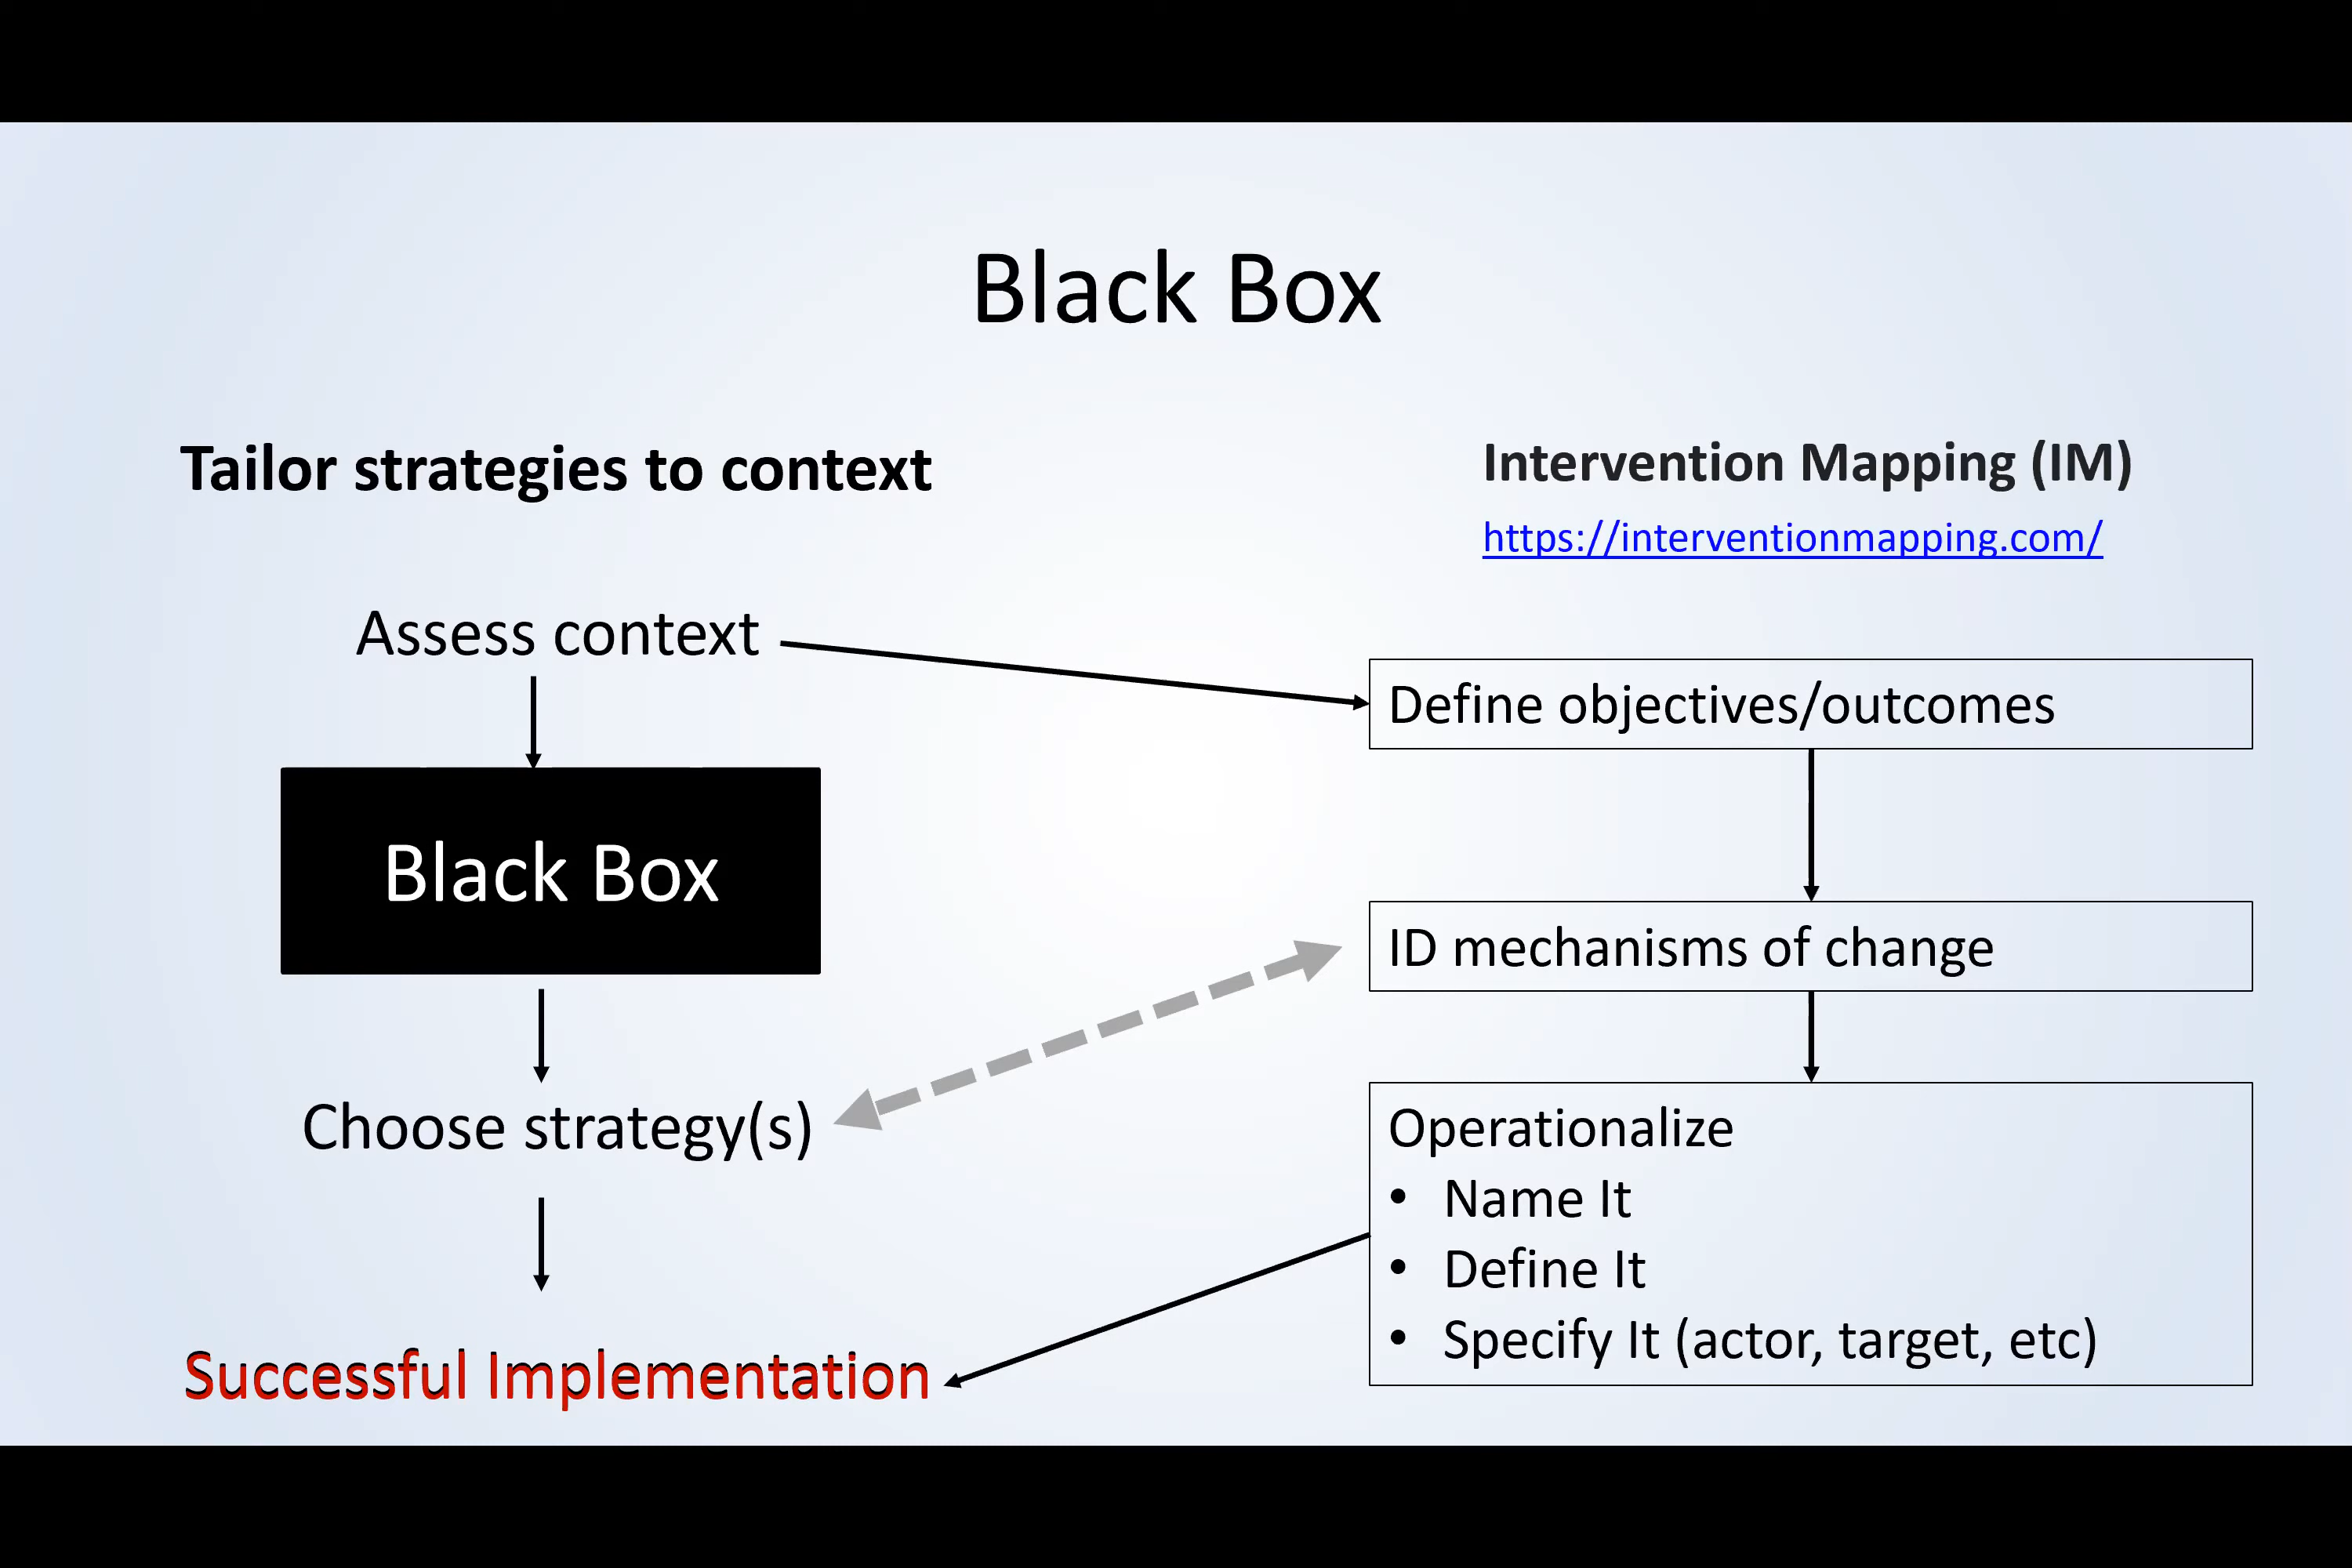 Black Box
Tailor strategies to context
Assess context
Black Box
Choose strategy(s)
Successful Implementation
Intervention Mapping (IM)
https://interventionmapping.com/
Define objectives/outcomes
ID mechanisms of change
Operationalize
• Name It
• Define It
• Specify It (actor, target, etc)